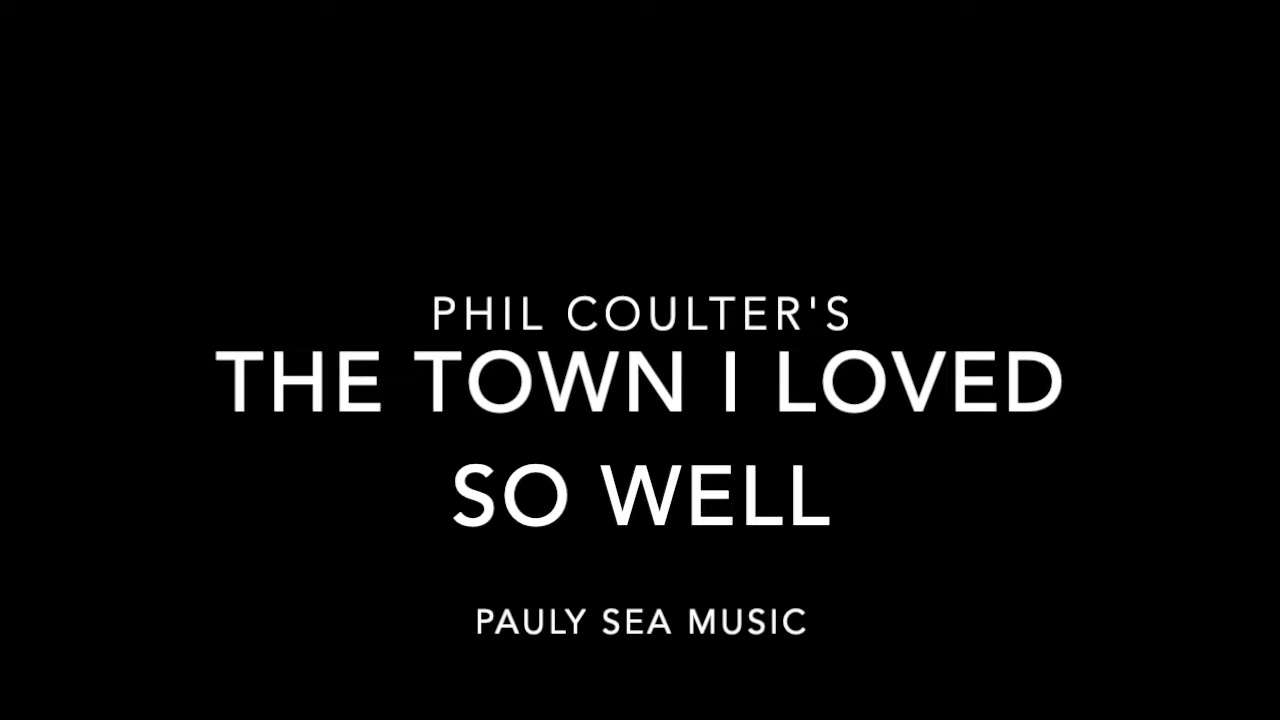 PHIL COULTER'S
THE TOWN I LOVED
SO WELL
PAULY SEA MUSIC